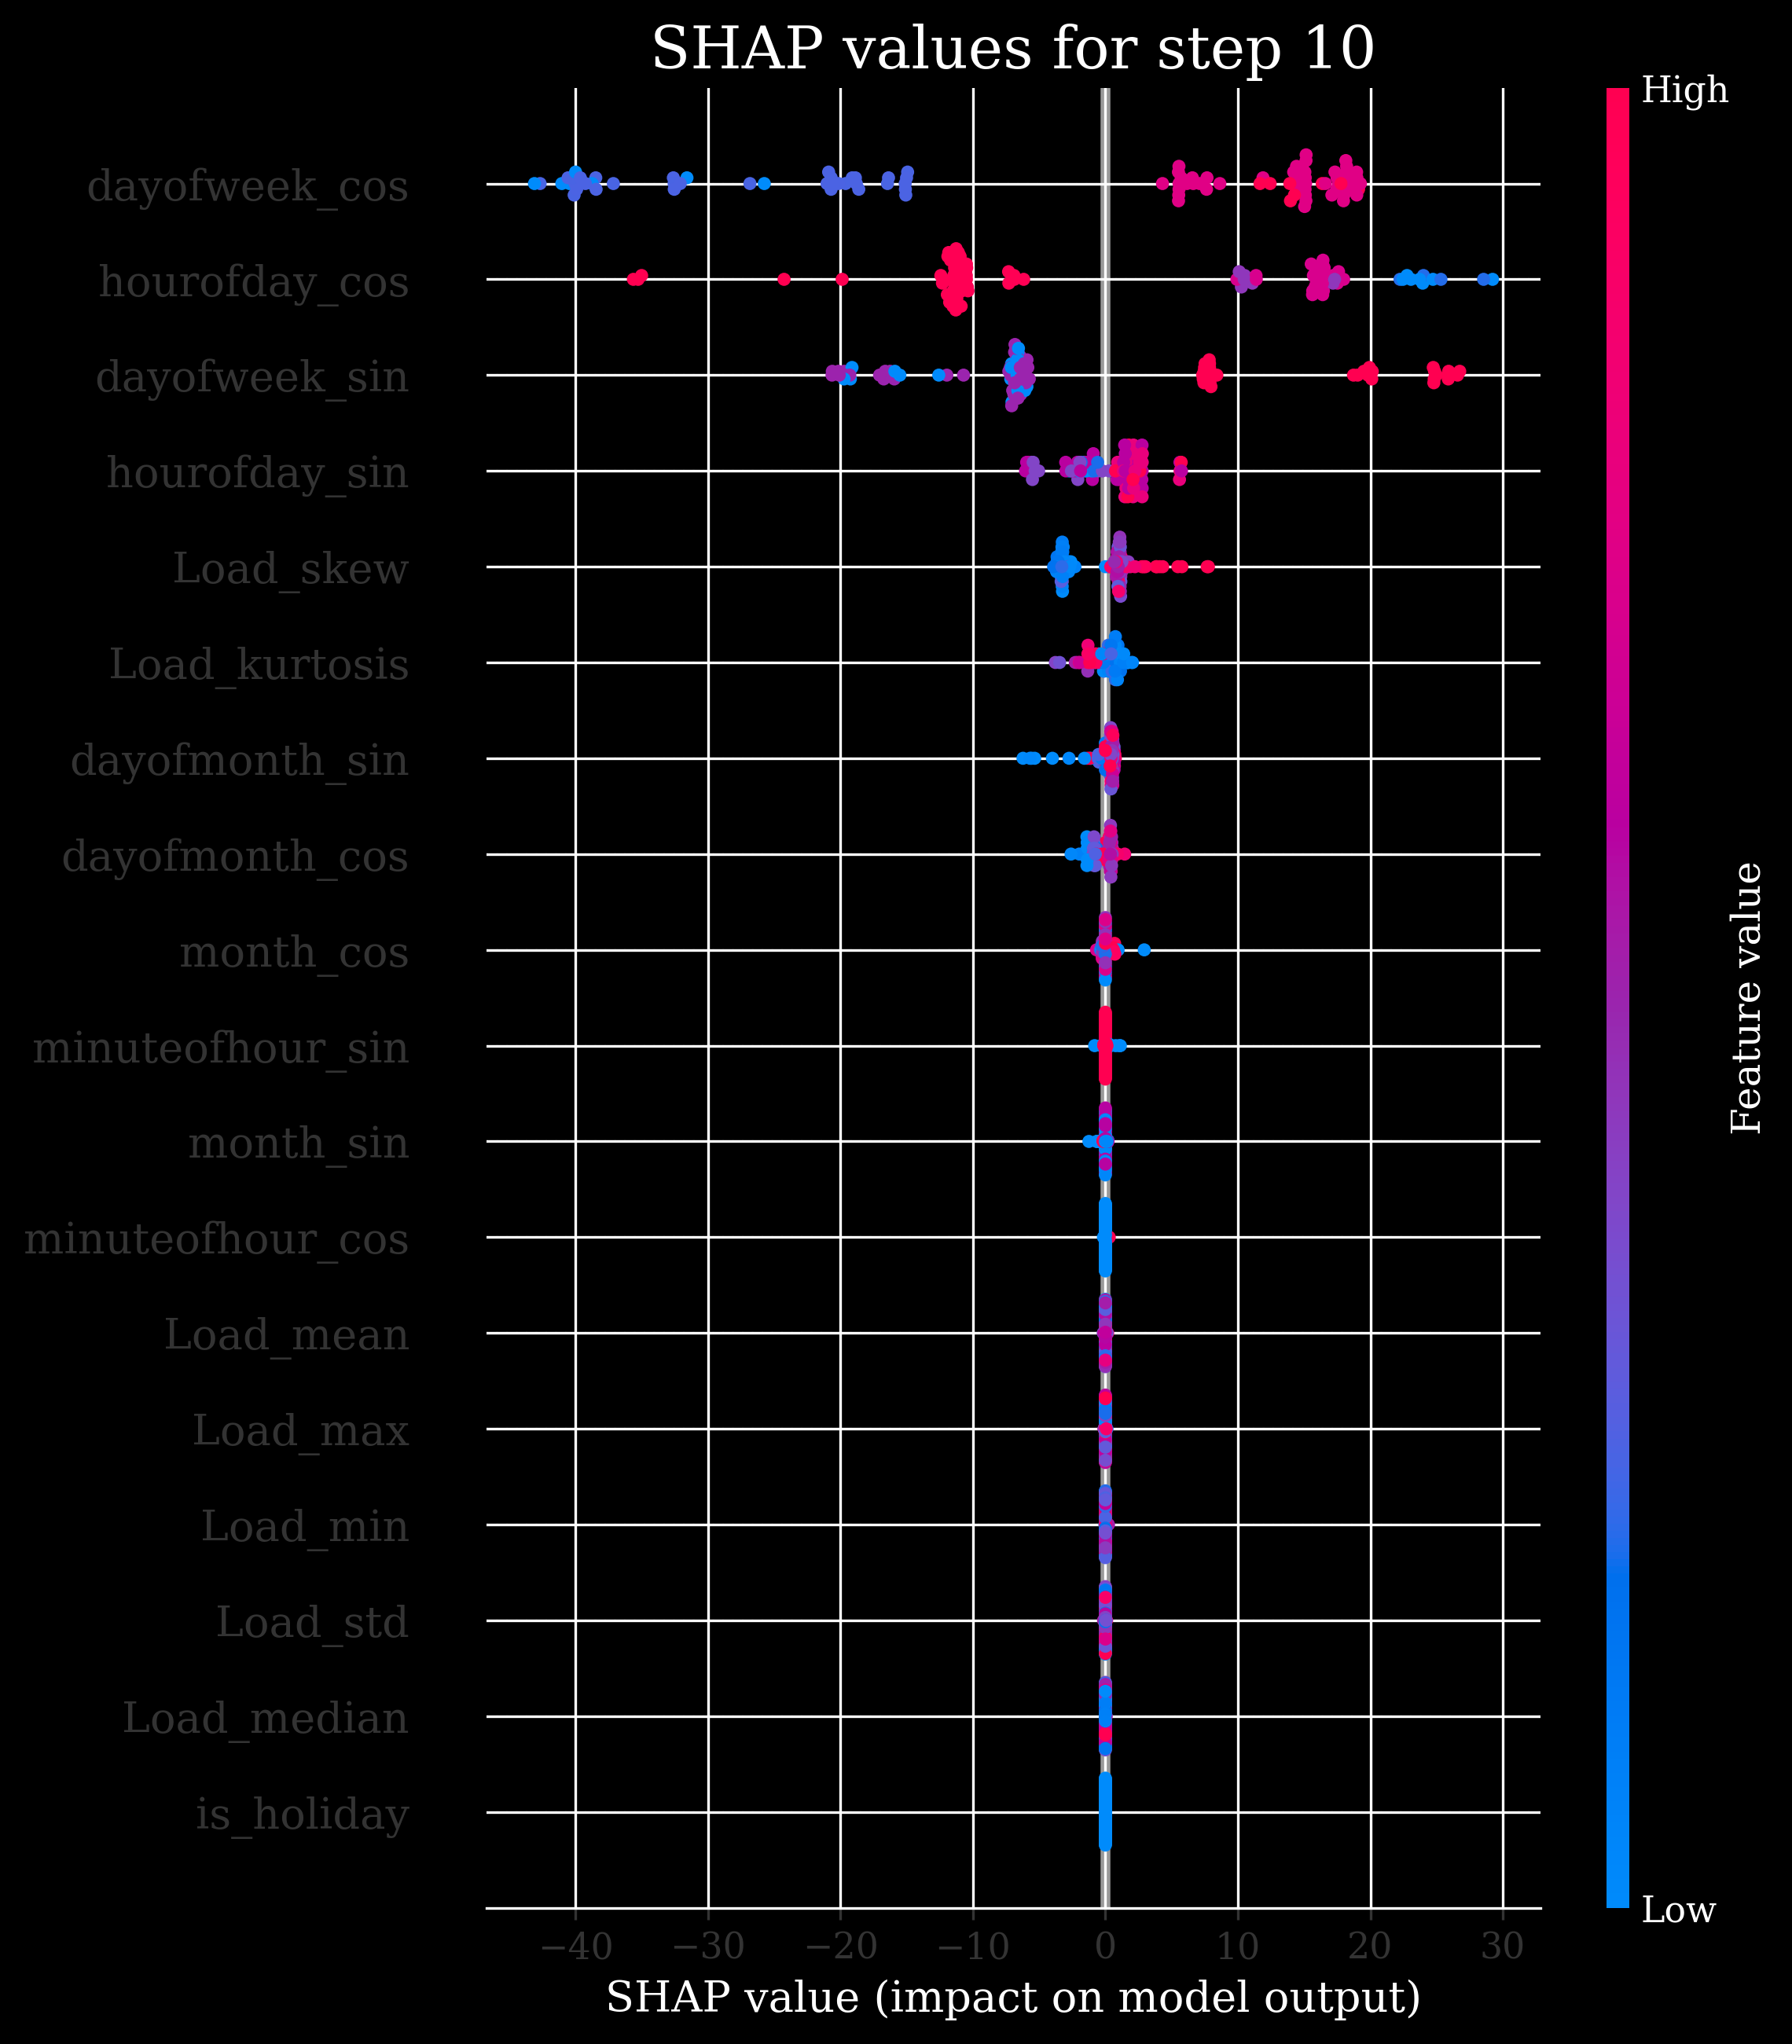 SHAP values for step 10
High
dayofweek_cos
hourofday_cos
dayofweek_sin
hourofday_sin
Load_skew
Load_kurtosis
dayofmonth_sin
dayofmonth_cos
month_cos
minuteofhour_sin
month_sin
minuteofhour_cos
Load_mean
Load_max
Load_min
Load_std
Load_median
is_holiday
Feature value
Low
−40 −30 −20 −10 0 10 20 30
SHAP value (impact on model output)